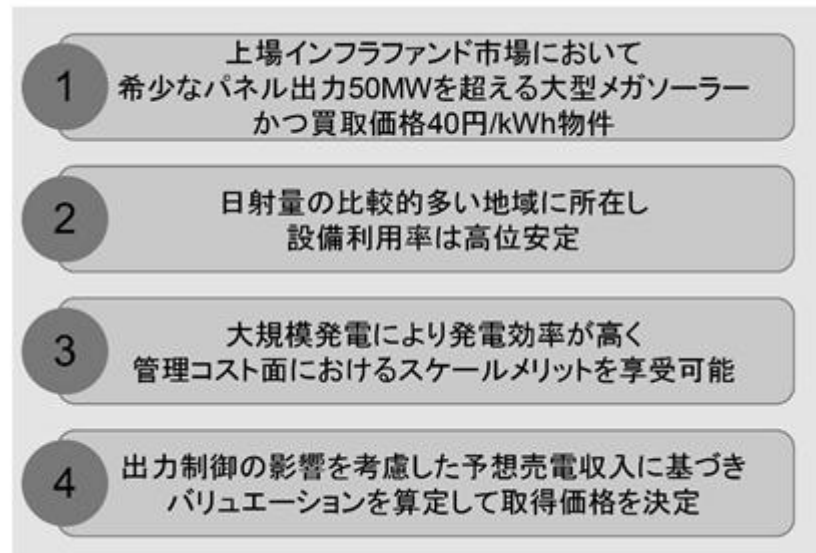 1
上場インフラファンド市場において
希少なパネル出力50MWを超える大型メガソーラー
かつ買取価格40円/kWh物件
2
日射量の比較的多い地域に所在し
設備利用率は高位安定
3
大規模発電により発電効率が高く
管理コスト面におけるスケールメリットを享受可能
4
出力制御の影響を考慮した予想売電収入に基づき
バリュエーションを算定して取得価格を決定